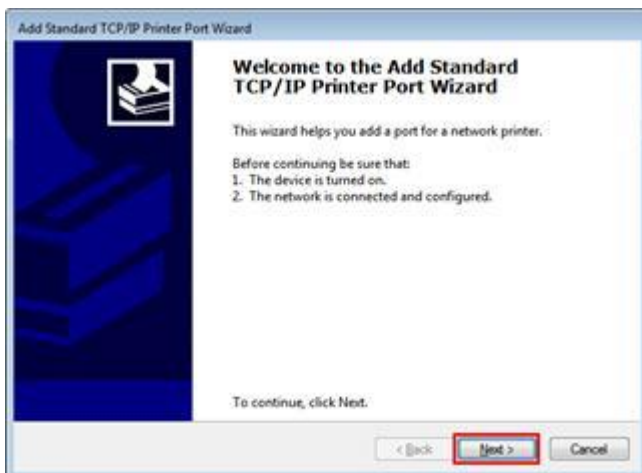 Add Standard TCP/IP Printer Port Wizard
Welcome to the Add Standard
TCP/IP Printer Port Wizard
This wizard helps you add a port for a network printer.
Before continuing be sure that:
1. The device is turned on.
2. The network is connected and configured.
To continue, click Next.
< Back
Next >
Cancel